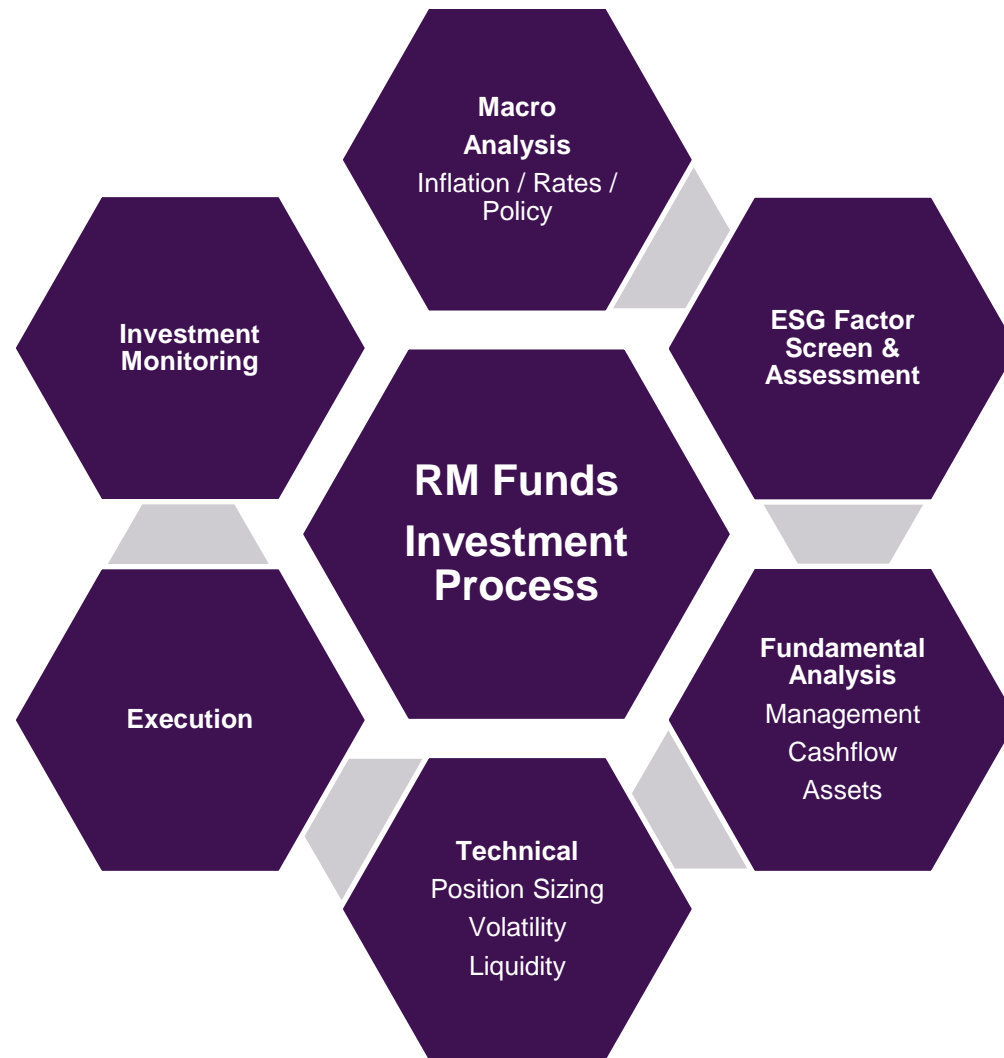 Macro
Analysis
Inflation / Rates /
Policy
ESG Factor
Screen &
Assessment
Fundamental
Analysis
Management
Cashflow
Assets
Technical
Position Sizing
Volatility
Liquidity
Execution
Investment
Monitoring
RM Funds
Investment
Process